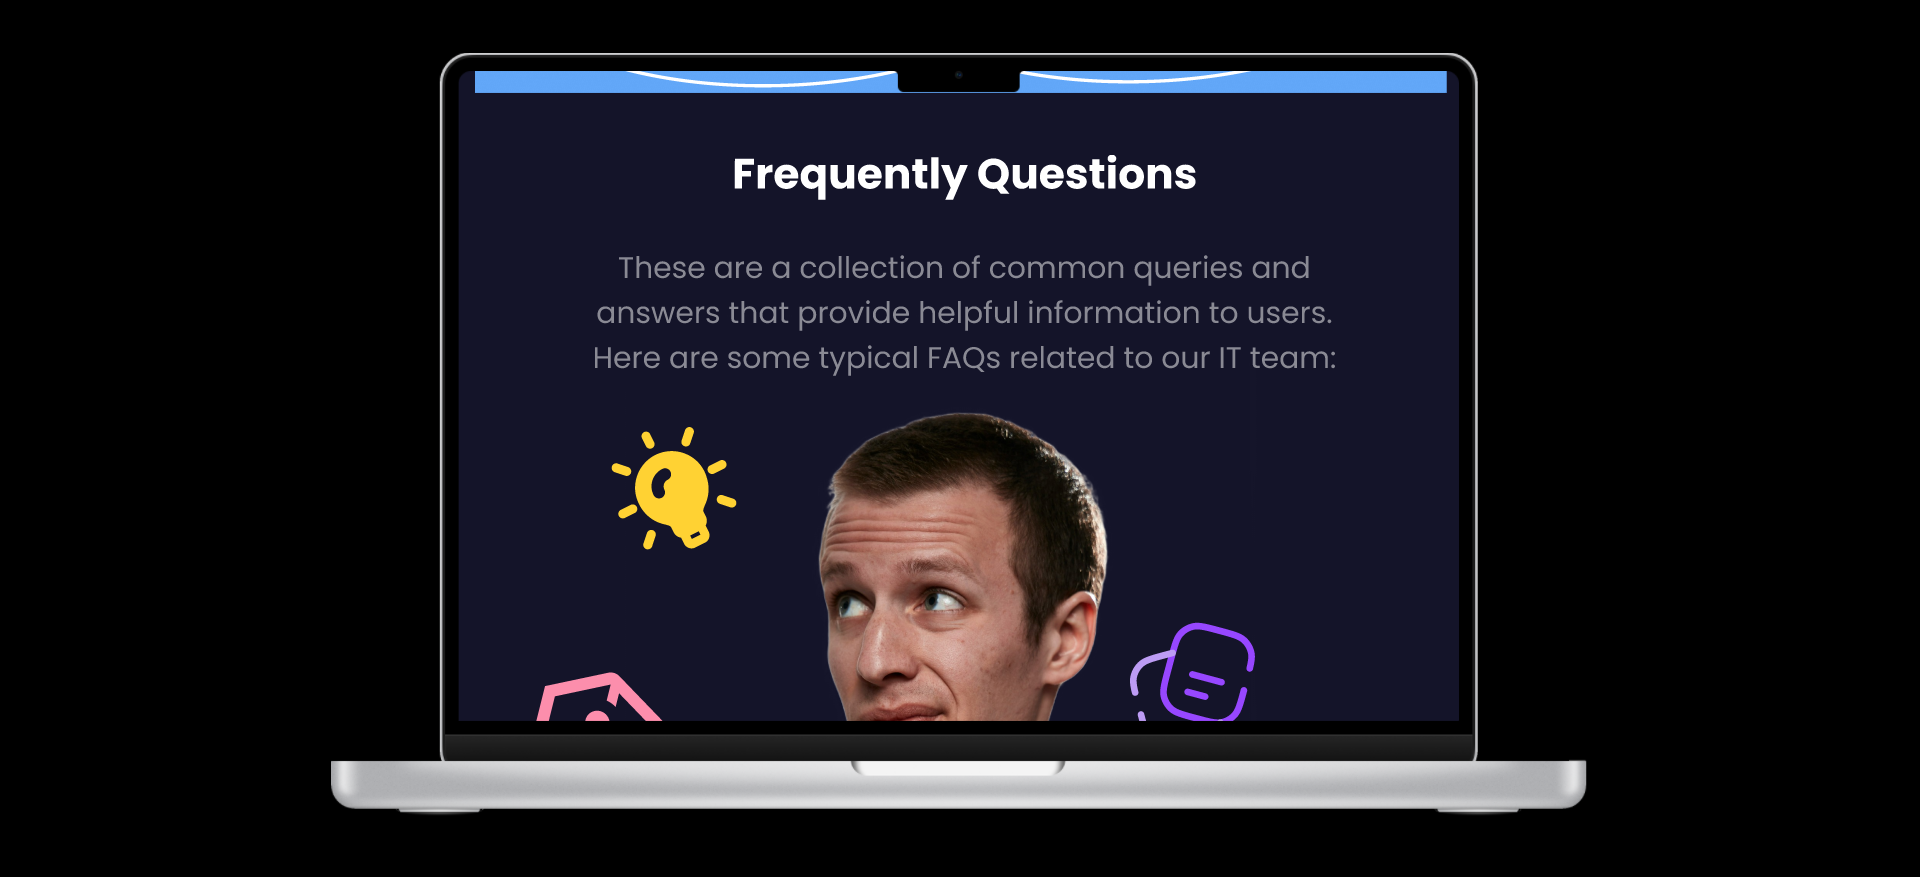 Frequently Questions
These are a collection of common queries and
answers that provide helpful information to users.
Here are some typical FAQs related to our IT team: